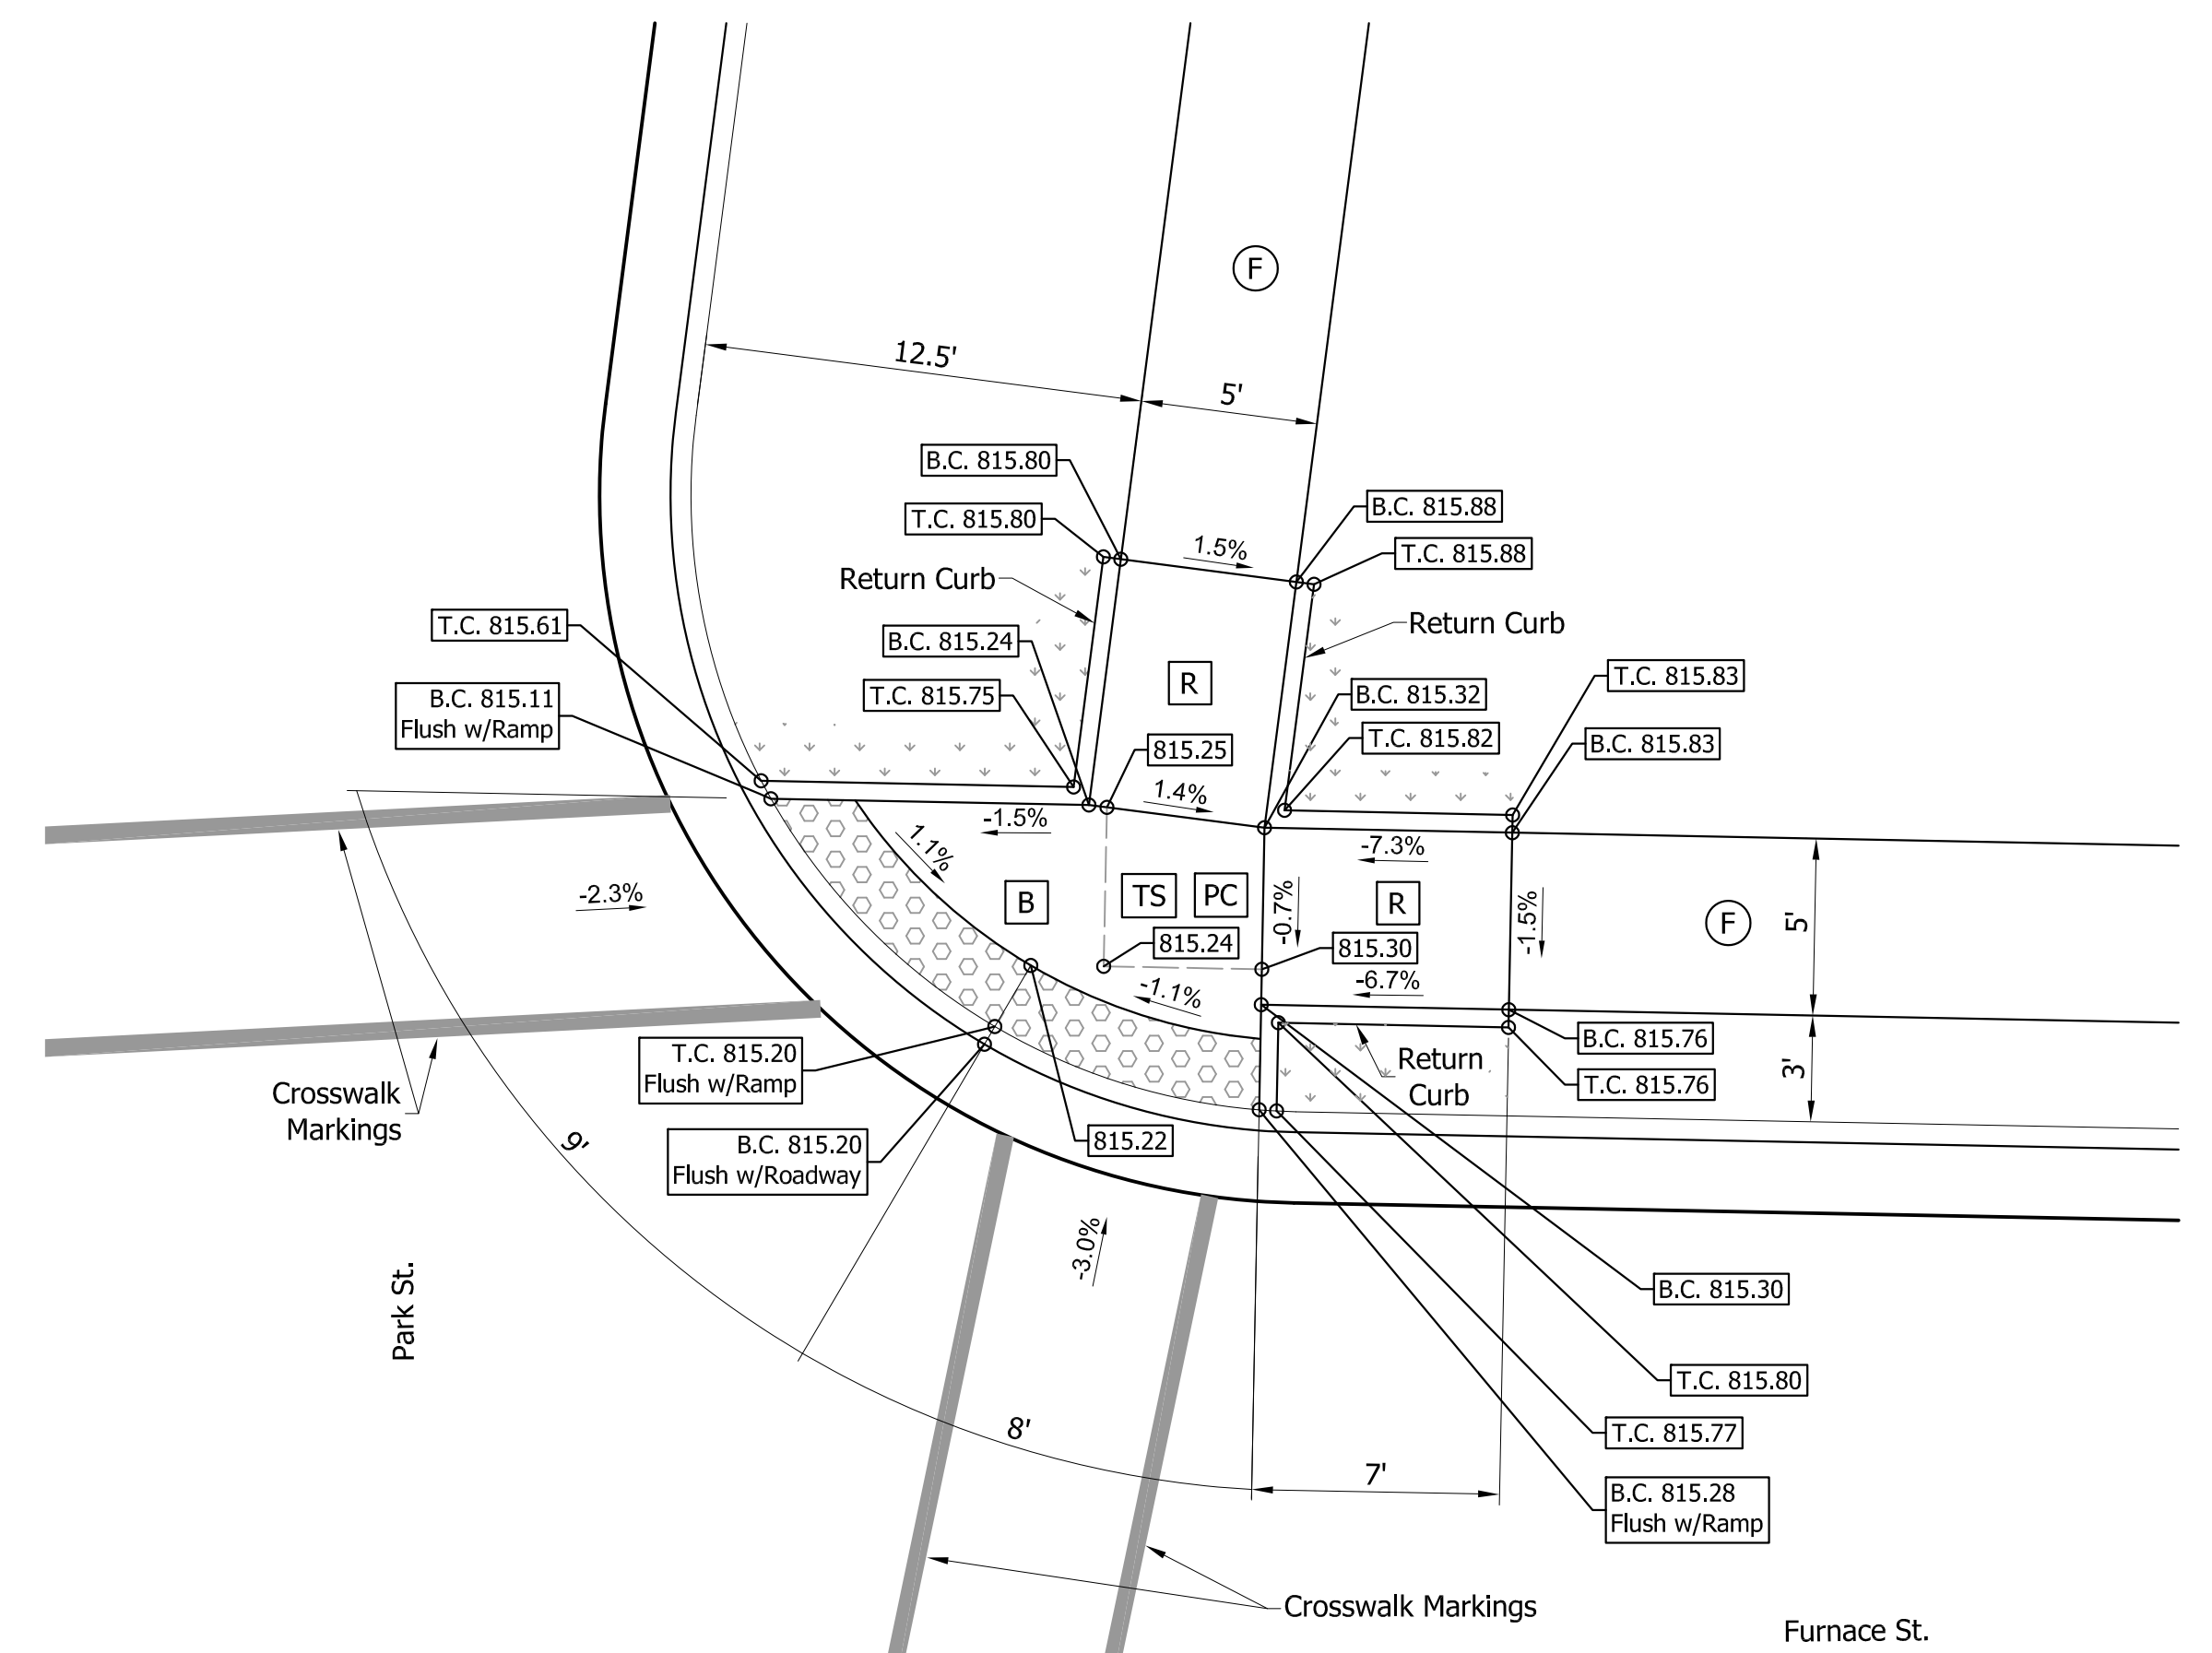 F
12.5'
5'
B.C. 815.80
T.C. 815.80
B.C. 815.88
1.5%
T.C. 815.88
Return Curb
T.C. 815.61
Return Curb
B.C. 815.24
T.C. 815.75
R
B.C. 815.32
T.C. 815.83
B.C. 815.11
Flush w/Ramp
T.C. 815.82
B.C. 815.83
815.25
1.4%
-1.5%
1.1%
-7.3%
-2.3%
B
TS
PC
-0.7%
R
-1.5%
F
5'
815.24
815.30
-6.7%
-1.1%
B.C. 815.76
T.C. 815.20
Flush w/Ramp
Return
Curb
3'
T.C. 815.76
Crosswalk
Markings
9'
815.22
B.C. 815.20
Flush w/Roadway
-3.0%
B.C. 815.30
Park St.
T.C. 815.80
8'
T.C. 815.77
7'
B.C. 815.28
Flush w/Ramp
Crosswalk Markings
Furnace St.